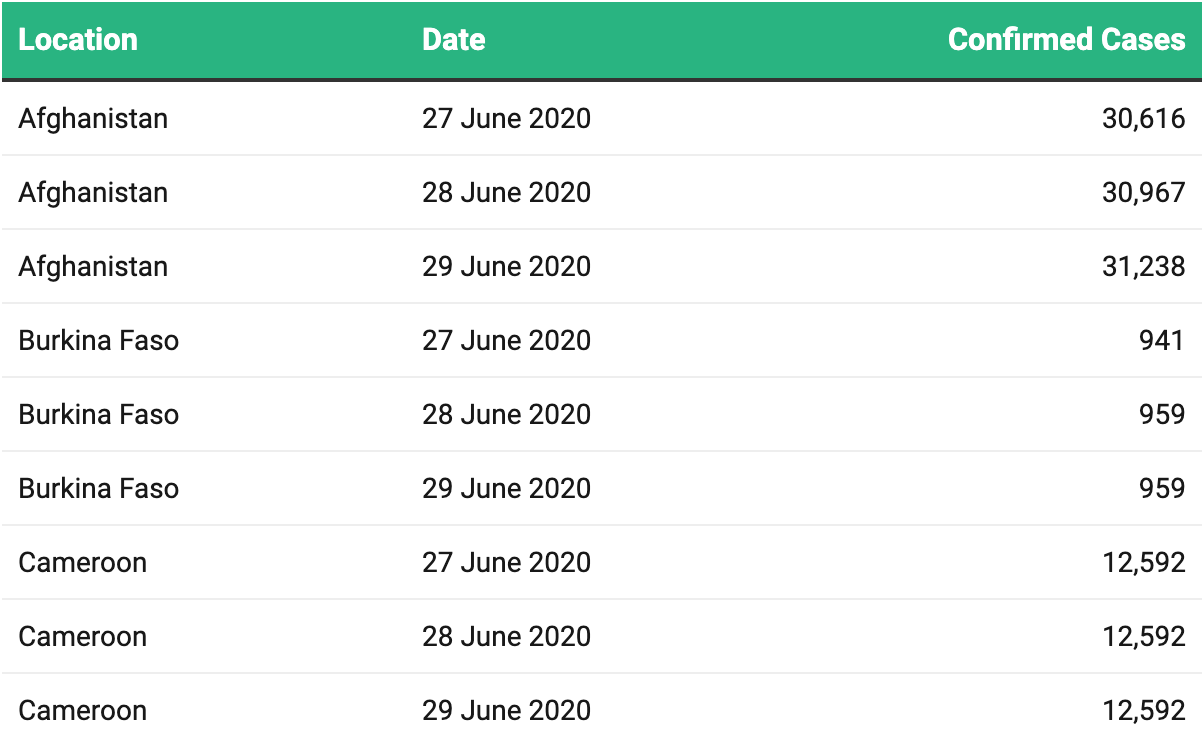 Location Date Confirmed Cases
Afghanistan 27 June 2020 30,616
Afghanistan 28 June 2020 30,967
Afghanistan 29 June 2020 31,238
Burkina Faso 27 June 2020 941
Burkina Faso 28 June 2020 959
Burkina Faso 29 June 2020 959
Cameroon 27 June 2020 12,592
Cameroon 28 June 2020 12,592
Cameroon 29 June 2020 12,592